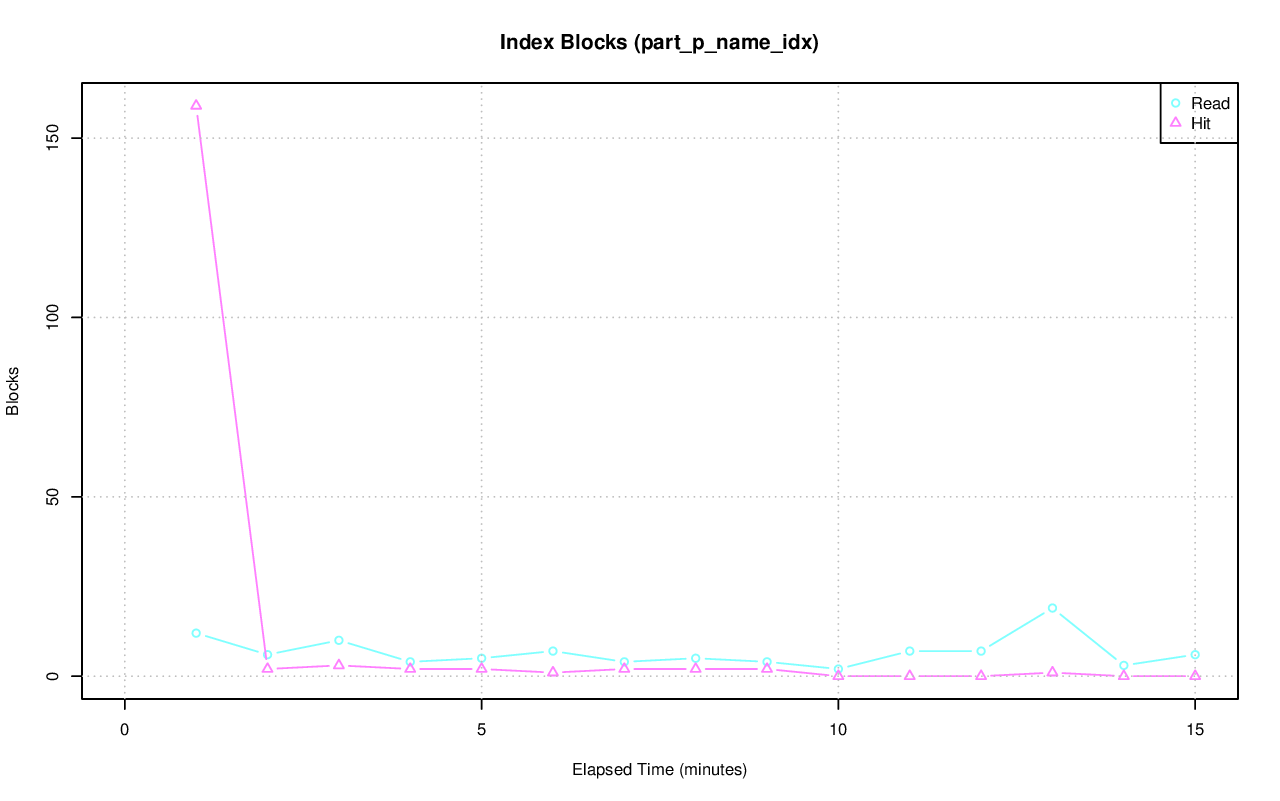 Index Blocks (part_p_name_idx)
Read
Hit
150
100
50
0
Blocks
0 5 10 15
Elapsed Time (minutes)